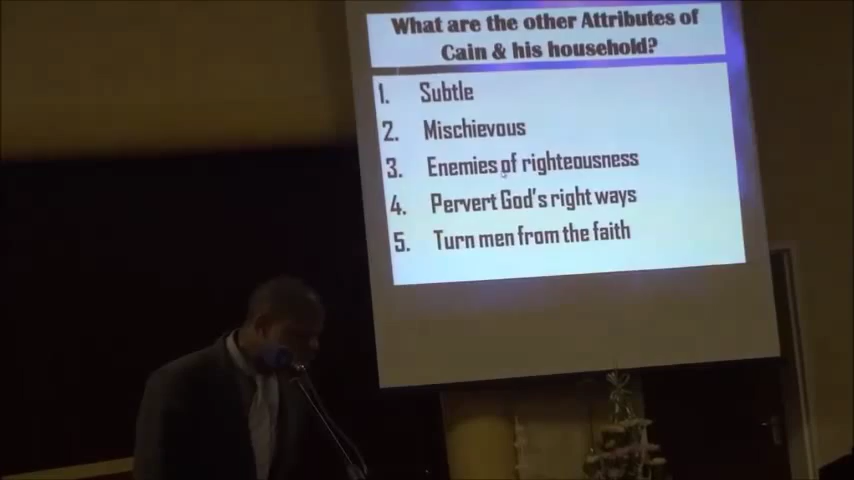 What are the other Attributes of
Cain & his household?
1. Subtle
2. Mischievous
3. Enemies of righteousness
4. Pervert God's right ways
5. Turn men from the faith